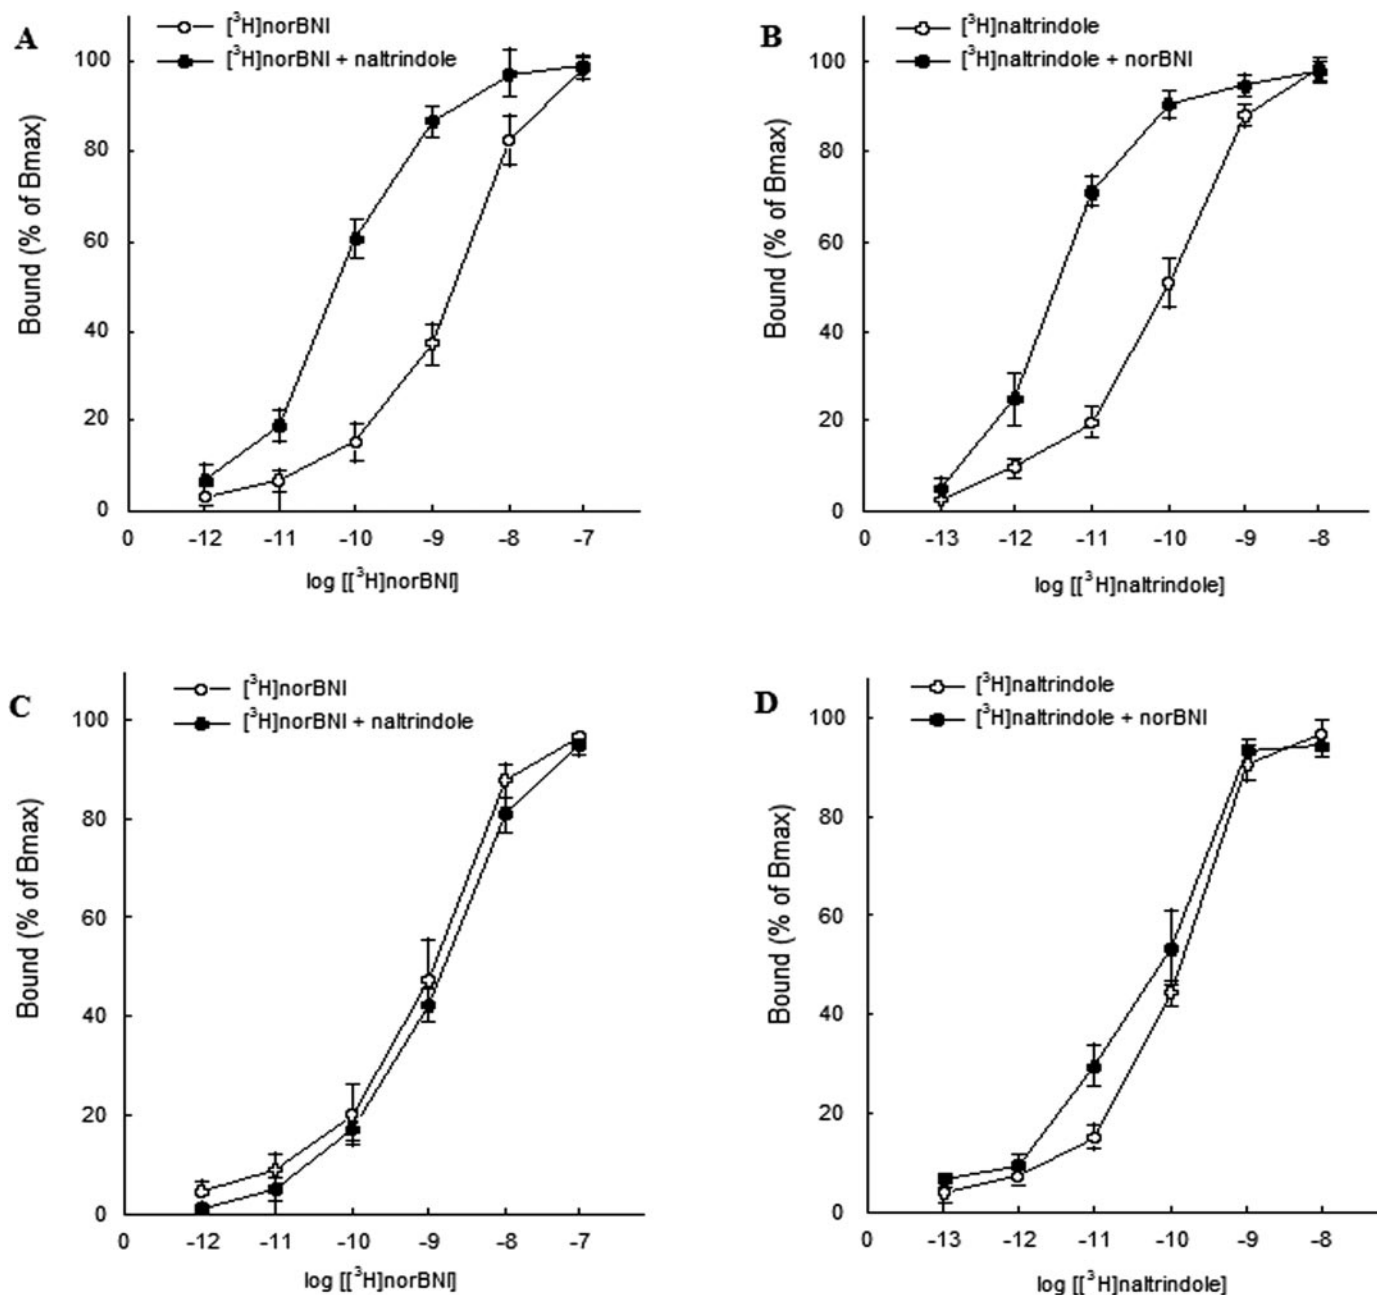 A
[³H]norBNI
[³H]norBNI + naltrindole
Bound (% of Bmax)
100
80
60
40
20
0
0 -12 -11 -10 -9 -8 -7
log [[³H]norBNI]
B
[³H]naltrindole
[³H]naltrindole + norBNI
Bound (% of Bmax)
100
80
60
40
20
0
0 -13 -12 -11 -10 -9 -8
log [[³H]naltrindole]
C
[³H]norBNI
[³H]norBNI + naltrindole
Bound (% of Bmax)
100
80
60
40
20
0
0 -12 -11 -10 -9 -8 -7
log [[³H]norBNI]
D
[³H]naltrindole
[³H]naltrindole + norBNI
Bound (% of Bmax)
100
80
60
40
20
0
0 -13 -12 -11 -10 -9 -8
log [[³H]naltrindole]